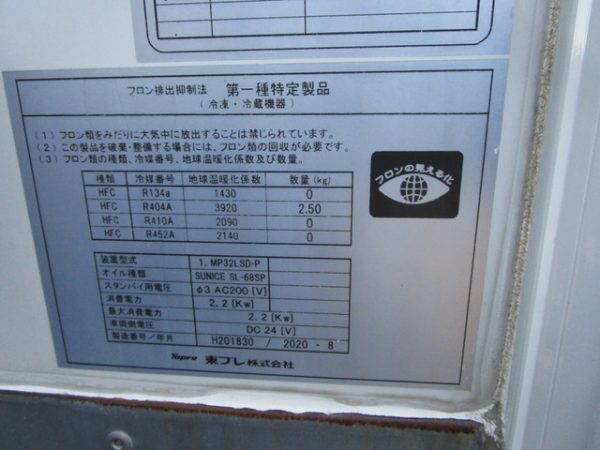 フロン排出抑制法 第一種特定製品
(冷凍・冷蔵機器)
(1) フロン類をみだりに大気中に放出することは禁じられています。
(2) この製品を廃棄・整備する場合には、フロン類の回収が必要です。
(3) フロン類の種類、冷媒番号、地球温暖化係数及び数量。
種類 冷媒番号 地球温暖化係数 数量(kg)
HFC R134a 1430 0
HFC R404A 3920 2.50
HFC R410A 2090 0
HFC R452A 2140 0
フロンの見える化
装置型式 1. MP32LSD-P
オイル種類 SUNICE SL-68SP
スタンバイ用電圧 φ3 AC200 [V]
消費電力 2.2 [Kw]
最大消費電力 2.2 [Kw]
車両側電圧 DC 24 [V]
製造番号/年月 H201830 / 2020 - 8
Topre 東プレ株式会社